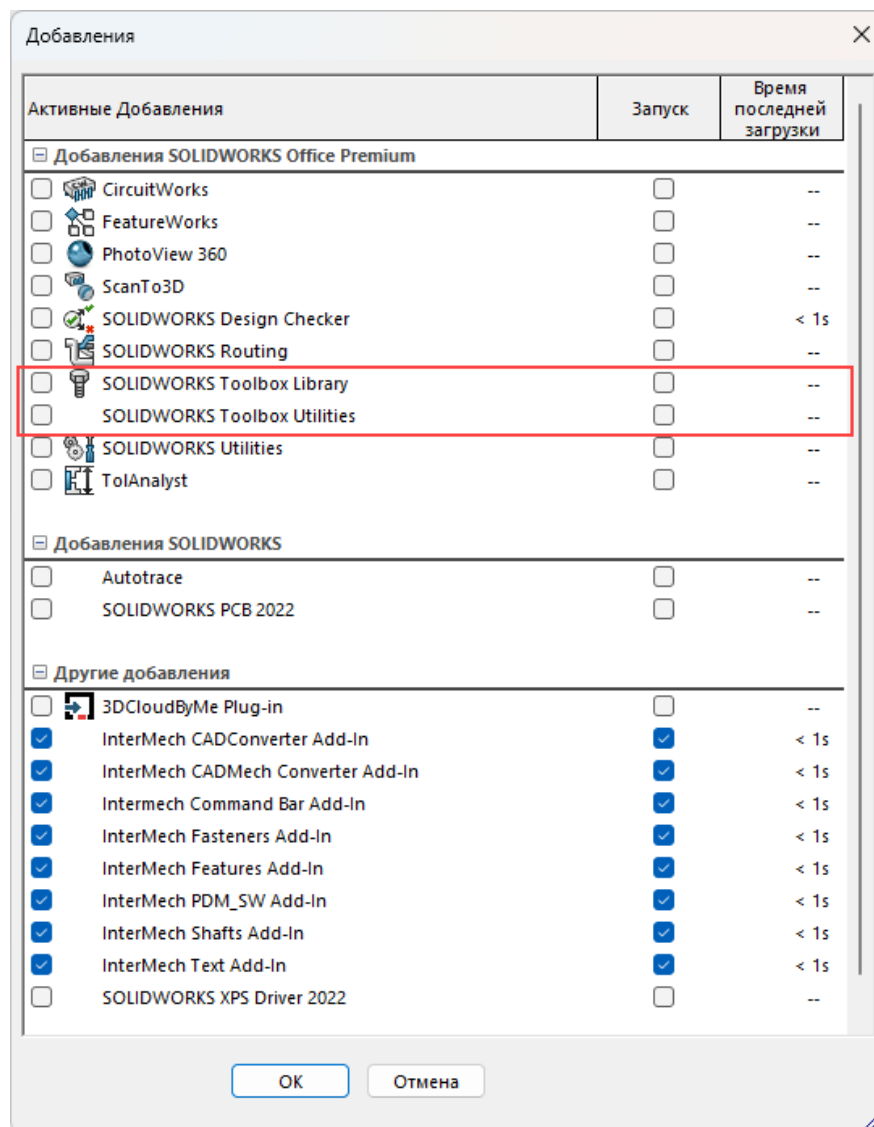 Добавления
Активные Добавления Запуск Время последней загрузки
Добавления SOLIDWORKS Office Premium
CircuitWorks --
FeatureWorks --
PhotoView 360 --
ScanTo3D --
SOLIDWORKS Design Checker < 1s
SOLIDWORKS Routing --
SOLIDWORKS Toolbox Library --
SOLIDWORKS Toolbox Utilities --
SOLIDWORKS Utilities --
TolAnalyst --
Добавления SOLIDWORKS
Autotrace --
SOLIDWORKS PCB 2022 --
Другие добавления
3DCloudByMe Plug-in --
InterMech CADConverter Add-In < 1s
InterMech CADMech Converter Add-In < 1s
Intermech Command Bar Add-In < 1s
InterMech Fasteners Add-In < 1s
InterMech Features Add-In < 1s
InterMech PDM_SW Add-In < 1s
InterMech Shafts Add-In < 1s
InterMech Text Add-In < 1s
SOLIDWORKS XPS Driver 2022 --
ОК Отмена